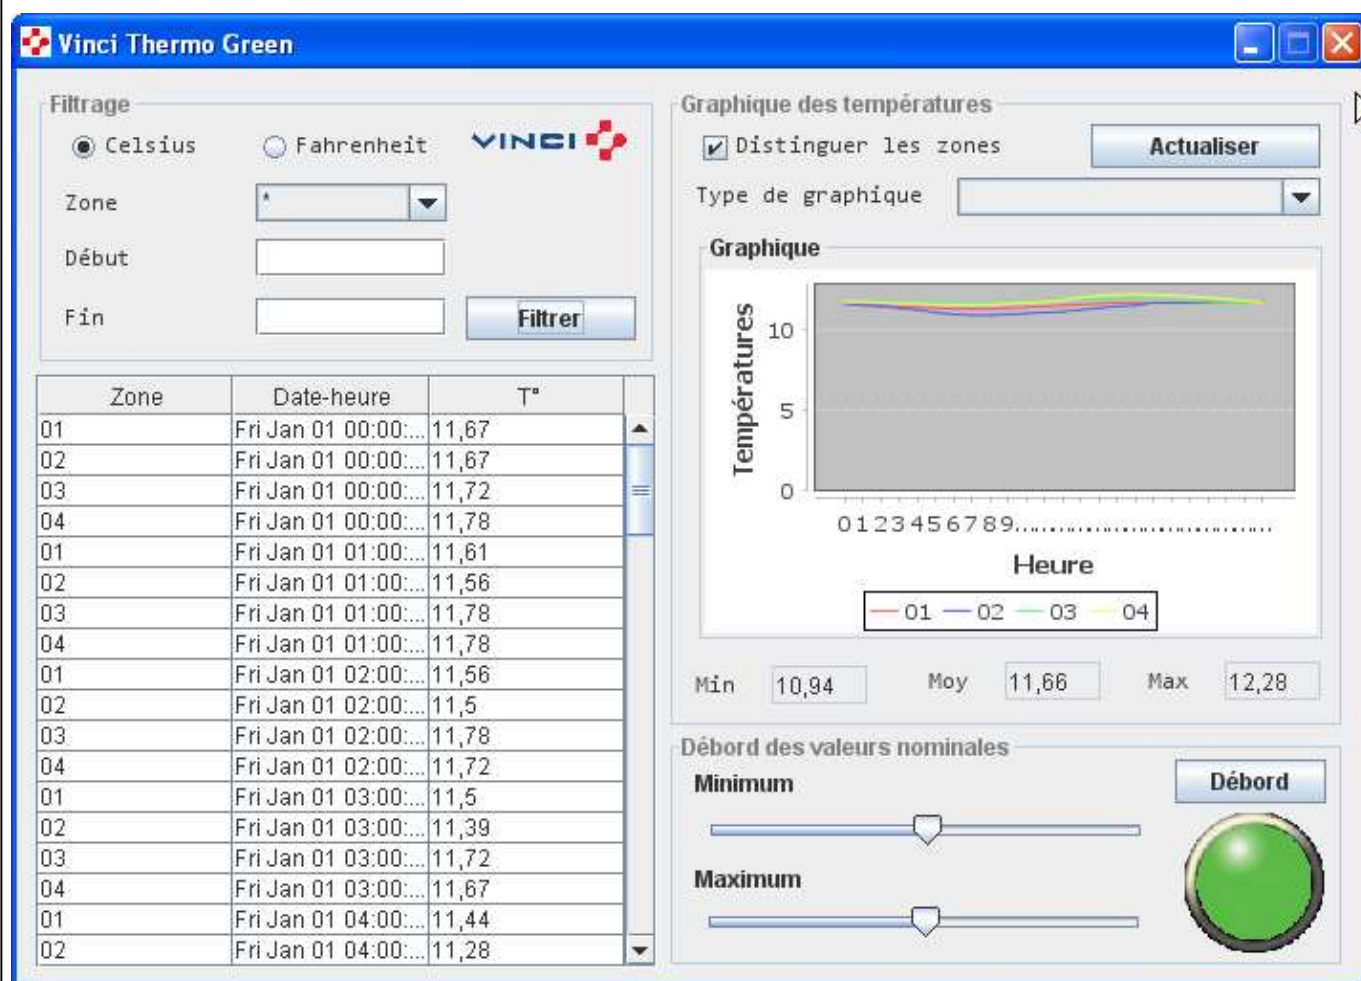 Vinci Thermo Green
Filtrage
Celsius Fahrenheit VINCI
Zone *
Début
Fin Filtrer
Zone Date-heure T°
01 Fri Jan 01 00:00:... 11,67
02 Fri Jan 01 00:00:... 11,67
03 Fri Jan 01 00:00:... 11,72
04 Fri Jan 01 00:00:... 11,78
01 Fri Jan 01 01:00:... 11,61
02 Fri Jan 01 01:00:... 11,56
03 Fri Jan 01 01:00:... 11,78
04 Fri Jan 01 01:00:... 11,78
01 Fri Jan 01 02:00:... 11,56
02 Fri Jan 01 02:00:... 11,5
03 Fri Jan 01 02:00:... 11,78
04 Fri Jan 01 02:00:... 11,72
01 Fri Jan 01 03:00:... 11,5
02 Fri Jan 01 03:00:... 11,39
03 Fri Jan 01 03:00:... 11,72
04 Fri Jan 01 03:00:... 11,67
01 Fri Jan 01 04:00:... 11,44
02 Fri Jan 01 04:00:... 11,28
Graphique des températures
Distinguer les zones Actualiser
Type de graphique
Graphique
Températures
10
5
0
0 1 2 3 4 5 6 7 8 9...
Heure
01 02 03 04
Min 10,94 Moy 11,66 Max 12,28
Débord des valeurs nominales
Minimum Débord
Maximum